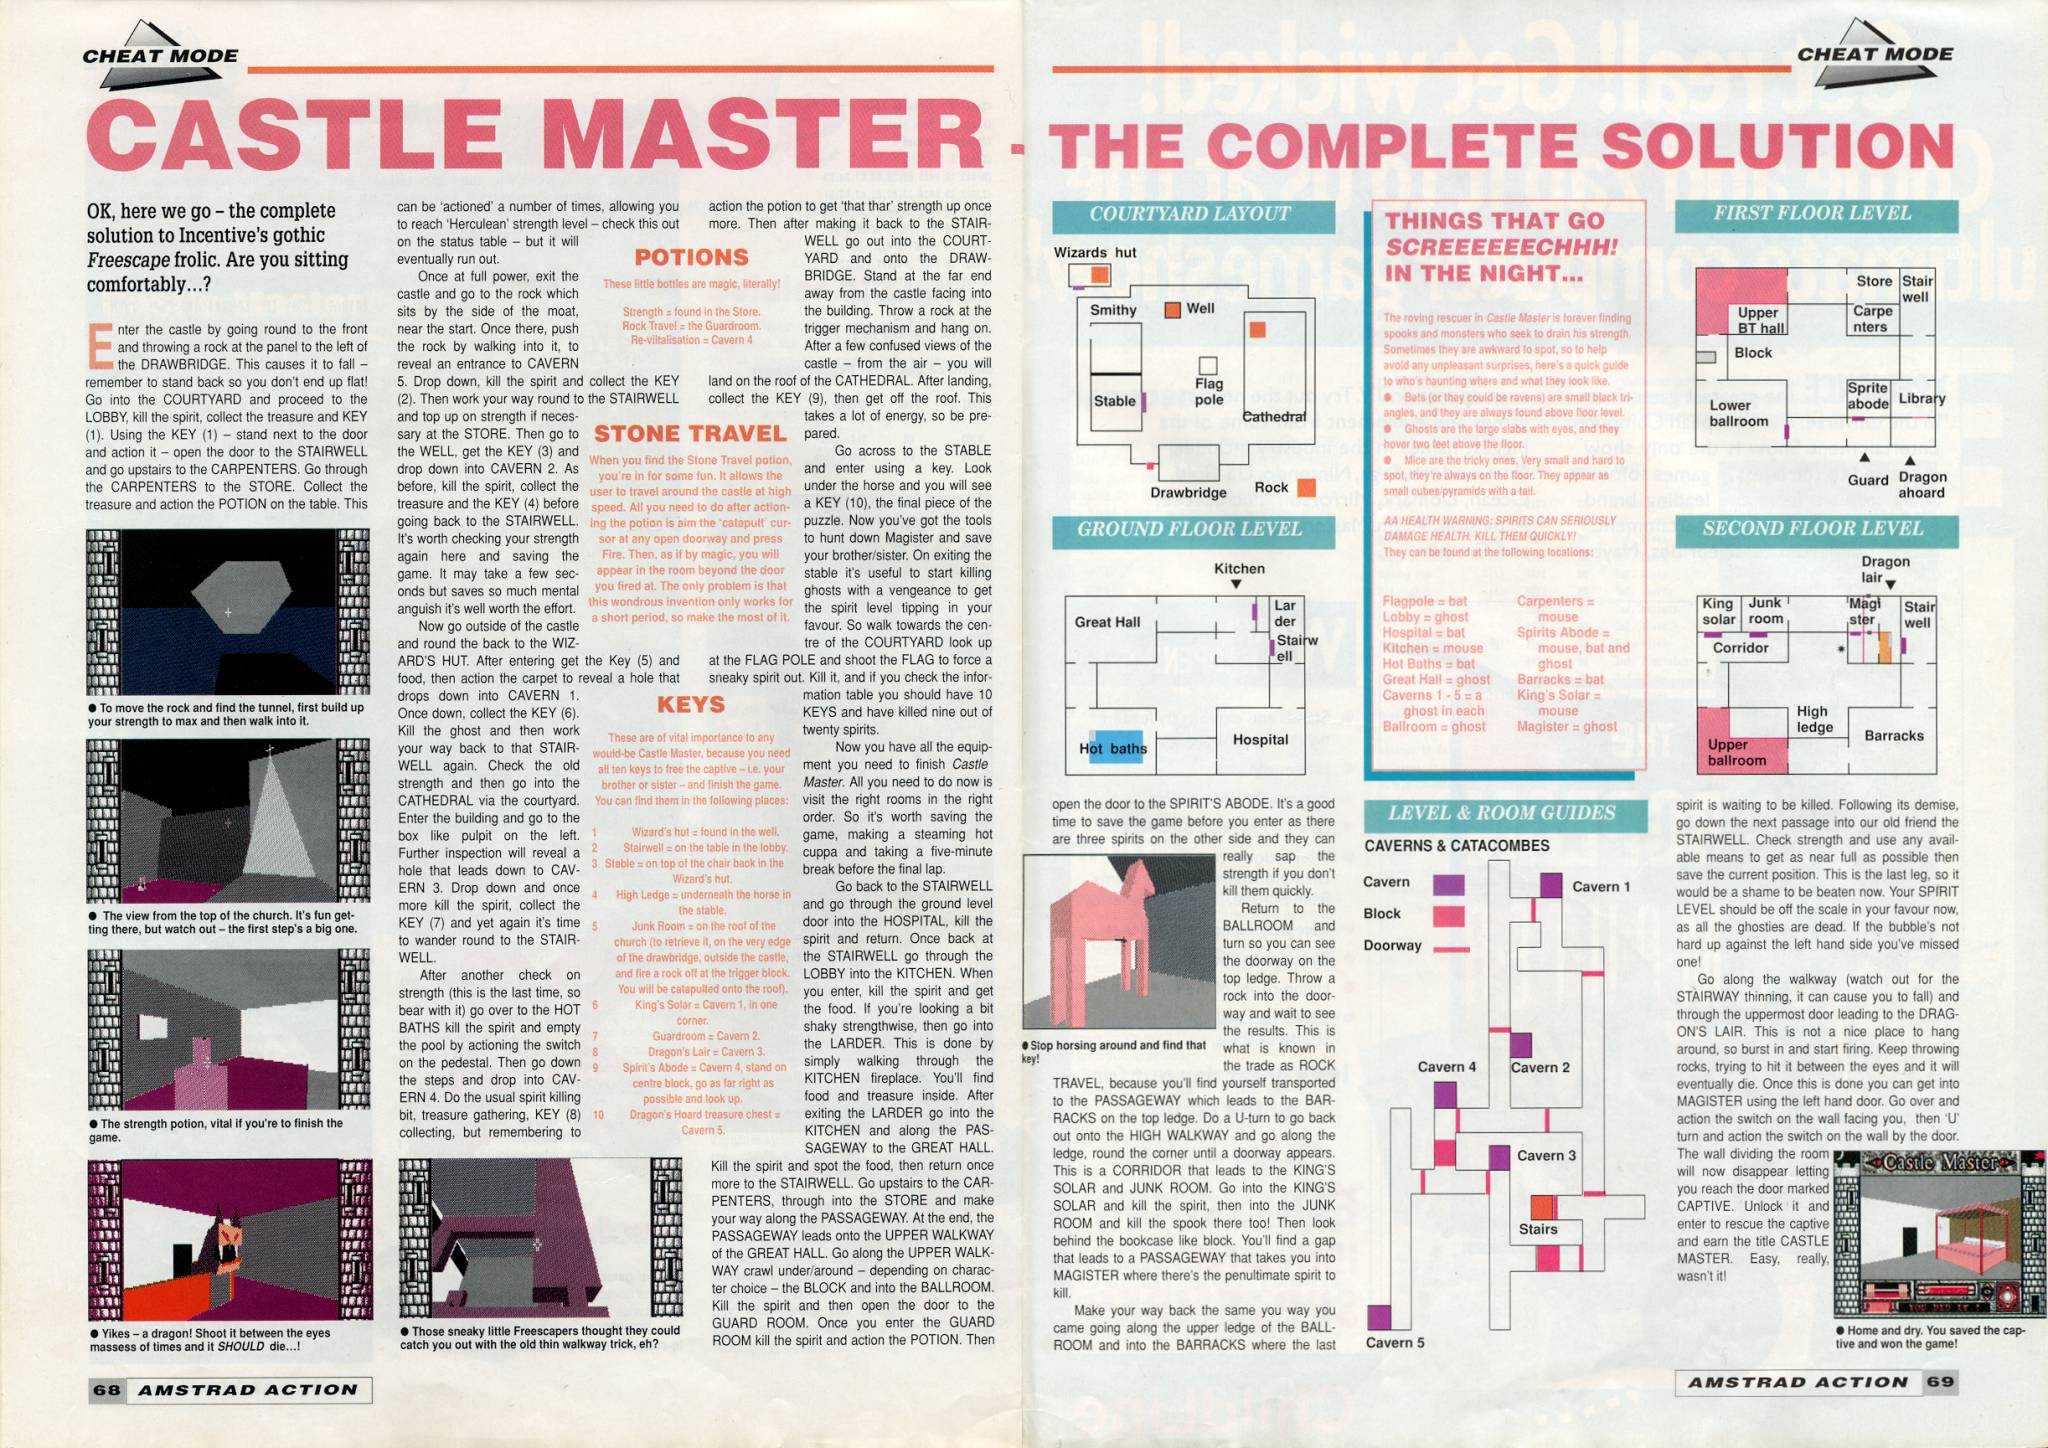 CHEAT MODE
CASTLE MASTER -
OK, here we go – the complete
solution to Incentive's gothic
Freescape frolic. Are you sitting
comfortably...?
Enter the castle by going round to the front
and throwing a rock at the panel to the left of
the DRAWBRIDGE. This causes it to fall –
remember to stand back so you don't end up flat!
Go into the COURTYARD and proceed to the
LOBBY, kill the spirit, collect the treasure and KEY
(1). Using the KEY (1) – stand next to the door
and action it – open the door to the STAIRWELL
and go upstairs to the CARPENTERS. Go through
the CARPENTERS to the STORE. Collect the
treasure and action the POTION on the table. This
● To move the rock and find the tunnel, first build up
your strength to max and then walk into it.
● The view from the top of the church. It's fun get-
ting there, but watch out – the first step's a big one.
● The strength potion, vital if you're to finish the
game.
● Yikes – a dragon! Shoot it between the eyes
massess of times and it SHOULD die...!
can be 'actioned' a number of times, allowing you
to reach 'Herculean' strength level – check this out
on the status table – but it will
eventually run out.
Once at full power, exit the
castle and go to the rock which
sits by the side of the moat,
near the start. Once there, push
the rock by walking into it, to
reveal an entrance to CAVERN
5. Drop down, kill the spirit and collect the KEY
(2). Then work your way round to the STAIRWELL
and top up on strength if neces-
sary at the STORE. Then go to
the WELL, get the KEY (3) and
drop down into CAVERN 2. As
before, kill the spirit, collect the
treasure and the KEY (4) before
going back to the STAIRWELL.
It's worth checking your strength
again here and saving the
game. It may take a few sec-
onds but saves so much mental
anguish it's well worth the effort.
Now go outside of the castle
and round the back to the WIZ-
ARD'S HUT. After entering get the Key (5) and
food, then action the carpet to reveal a hole that
drops down into CAVERN 1.
Once down, collect the KEY (6).
Kill the ghost and then work
your way back to that STAIR-
WELL again. Check the old
strength and then go into the
CATHEDRAL via the courtyard.
Enter the building and go to the
box like pulpit on the left.
Further inspection will reveal a
hole that leads down to CAV-
ERN 3. Drop down and once
more kill the spirit, collect the
KEY (7) and yet again it's time
to wander round to the STAIR-
WELL.
After another check on
strength (this is the last time, so
bear with it) go over to the HOT
BATHS kill the spirit and empty
the pool by actioning the switch
on the pedestal. Then go down
the steps and drop into CAV-
ERN 4. Do the usual spirit killing
bit, treasure gathering, KEY (8)
collecting, but remembering to
● Those sneaky little Freescapers thought they could
catch you out with the old thin walkway trick, eh?
POTIONS
These little bottles are magic, literally!
Strength = found in the Store.
Rock Travel = the Guardroom.
Re-viltalisation = Cavern 4
STONE TRAVEL
When you find the Stone Travel potion,
you're in for some fun. It allows the
user to travel around the castle at high
speed. All you need to do after action-
ing the potion is aim the 'catapult' cur-
sor at any open doorway and press
Fire. Then, as if by magic, you will
appear in the room beyond the door
you fired at. The only problem is that
this wondrous invention only works for
a short period, so make the most of it.
KEYS
These are of vital importance to any
would-be Castle Master, because you need
all ten keys to free the captive – i.e. your
brother or sister – and finish the game.
You can find them in the following places:
1 Wizard's hut = found in the well.
2 Stairwell = on the table in the lobby.
3 Stable = on top of the chair back in the
Wizard's hut.
4 High Ledge = underneath the horse in
the stable.
5 Junk Room = on the roof of the
church (to retrieve it, on the very edge
of the drawbridge, outside the castle,
and fire a rock off at the trigger block.
You will be catapulted onto the roof).
6 King's Solar = Cavern 1, in one
corner.
7 Guardroom = Cavern 2.
8 Dragon's Lair = Cavern 3.
9 Spirit's Abode = Cavern 4, stand on
centre block, go as far right as
possible and look up.
10 Dragon's Hoard treasure chest =
Cavern 5.
action the potion to get 'that thar' strength up once
more. Then after making it back to the STAIR-
WELL go out into the COURT-
YARD and onto the DRAW-
BRIDGE. Stand at the far end
away from the castle facing into
the building. Throw a rock at the
trigger mechanism and hang on.
After a few confused views of the
castle – from the air – you will
land on the roof of the CATHEDRAL. After landing,
collect the KEY (9), then get off the roof. This
takes a lot of energy, so be pre-
pared.
Go across to the STABLE
and enter using a key. Look
under the horse and you will see
a KEY (10), the final piece of the
puzzle. Now you've got the tools
to hunt down Magister and save
your brother/sister. On exiting the
stable it's useful to start killing
ghosts with a vengeance to get
the spirit level tipping in your
favour. So walk towards the cen-
tre of the COURTYARD look up
at the FLAG POLE and shoot the FLAG to force a
sneaky spirit out. Kill it, and if you check the infor-
mation table you should have 10
KEYS and have killed nine out of
twenty spirits.
Now you have all the equip-
ment you need to finish Castle
Master. All you need to do now is
visit the right rooms in the right
order. So it's worth saving the
game, making a steaming hot
cuppa and taking a five-minute
break before the final lap.
Go back to the STAIRWELL
and go through the ground level
door into the HOSPITAL, kill the
spirit and return. Once back at
the STAIRWELL go through the
LOBBY into the KITCHEN. When
you enter, kill the spirit and get
the food. If you're looking a bit
shaky strengthwise, then go into
the LARDER. This is done by
simply walking through the
KITCHEN fireplace. You'll find
food and treasure inside. After
exiting the LARDER go into the
KITCHEN and along the PAS-
SAGEWAY to the GREAT HALL.
Kill the spirit and spot the food, then return once
more to the STAIRWELL. Go upstairs to the CAR-
PENTERS, through into the STORE and make
your way along the PASSAGEWAY. At the end, the
PASSAGEWAY leads onto the UPPER WALKWAY
of the GREAT HALL. Go along the UPPER WALK-
WAY crawl under/around – depending on charac-
ter choice – the BLOCK and into the BALLROOM.
Kill the spirit and then open the door to the
GUARD ROOM. Once you enter the GUARD
ROOM kill the spirit and action the POTION. Then
68 AMSTRAD ACTION
CHEAT MODE
THE COMPLETE SOLUTION
COURTYARD LAYOUT
Wizards hut
Smithy
Well
Flag
pole
Stable
Cathedral
Drawbridge
Rock
GROUND FLOOR LEVEL
Kitchen
Great Hall
Lar
der
Stairw
ell
Hot baths
Hospital
THINGS THAT GO
SCREEEEEECHHH!
IN THE NIGHT...
The roving rescuer in Castle Master is forever finding
spooks and monsters who seek to drain his strength.
Sometimes they are awkward to spot, so to help
avoid any unpleasant surprises, here's a quick guide
to who's haunting where and what they look like.
● Bats (or they could be ravens) are small black tri-
angles, and they are always found above floor level.
● Ghosts are the large slabs with eyes, and they
hover two feet above the floor.
● Mice are the tricky ones. Very small and hard to
spot, they're always on the floor. They appear as
small cubes/pyramids with a tail.
AA HEALTH WARNING: SPIRITS CAN SERIOUSLY
DAMAGE HEALTH. KILL THEM QUICKLY!
They can be found at the following locations:
Flagpole = bat
Lobby = ghost
Hospital = bat
Kitchen = mouse
Hot Baths = bat
Great Hall = ghost
Caverns 1 - 5 = a
ghost in each
Ballroom = ghost
Carpenters =
mouse
Spirits Abode =
mouse, bat and
ghost
Barracks = bat
King's Solar =
mouse
Magister = ghost
FIRST FLOOR LEVEL
Store
Stair
well
Upper
BT hall
Carpe
nters
Block
Sprite
abode
Library
Lower
ballroom
Guard
Dragon
ahoard
SECOND FLOOR LEVEL
Dragon
lair
King
solar
Junk
room
Magi
ster
Stair
well
Corridor
High
ledge
Upper
ballroom
Barracks
open the door to the SPIRIT'S ABODE. It's a good
time to save the game before you enter as there
are three spirits on the other side and they can
really sap the
strength if you don't
kill them quickly.
Return to the
BALLROOM and
turn so you can see
the doorway on the
top ledge. Throw a
rock into the door-
way and wait to see
the results. This is
what is known in
the trade as ROCK
TRAVEL, because you'll find yourself transported
to the PASSAGEWAY which leads to the BAR-
RACKS on the top ledge. Do a U-turn to go back
out onto the HIGH WALKWAY and go along the
ledge, round the corner until a doorway appears.
This is a CORRIDOR that leads to the KING'S
SOLAR and JUNK ROOM. Go into the KING'S
SOLAR and kill the spirit, then into the JUNK
ROOM and kill the spook there too! Then look
behind the bookcase like block. You'll find a gap
that leads to a PASSAGEWAY that takes you into
MAGISTER where there's the penultimate spirit to
kill.
Make your way back the same you way you
came going along the upper ledge of the BALL-
ROOM and into the BARRACKS where the last
● Stop horsing around and find that
key!
LEVEL & ROOM GUIDES
CAVERNS & CATACOMBES
Cavern
Block
Doorway
Cavern 1
Cavern 2
Cavern 4
Cavern 3
Stairs
Cavern 5
spirit is waiting to be killed. Following its demise,
go down the next passage into our old friend the
STAIRWELL. Check strength and use any avail-
able means to get as near full as possible then
save the current position. This is the last leg, so it
would be a shame to be beaten now. Your SPIRIT
LEVEL should be off the scale in your favour now,
as all the ghosties are dead. If the bubble's not
hard up against the left hand side you've missed
one!
Go along the walkway (watch out for the
STAIRWAY thinning, it can cause you to fall) and
through the uppermost door leading to the DRAG-
ON'S LAIR. This is not a nice place to hang
around, so burst in and start firing. Keep throwing
rocks, trying to hit it between the eyes and it will
eventually die. Once this is done you can get into
MAGISTER using the left hand door. Go over and
action the switch on the wall facing you, then 'U'
turn and action the switch on the wall by the door.
The wall dividing the room
will now disappear letting
you reach the door marked
CAPTIVE. Unlock it and
enter to rescue the captive
and earn the title CASTLE
MASTER. Easy, really,
wasn't it!
Castle Master
● Home and dry. You saved the cap-
tive and won the game!
AMSTRAD ACTION 69